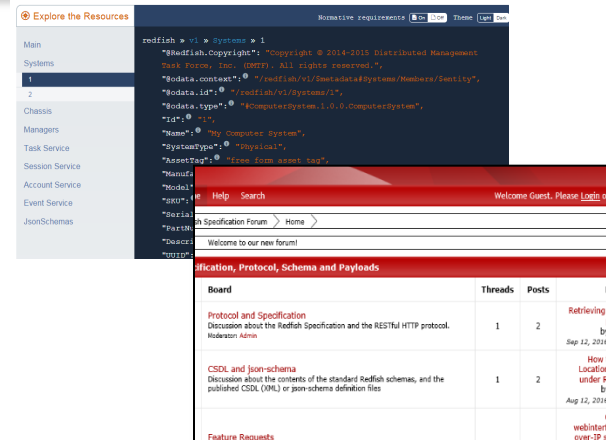 Explore the Resources
Normative requirements On Off Theme Light Dark
Main
Systems
1
2
Chassis
Managers
Task Service
Session Service
Account Service
Event Service
JsonSchemas
redfish » v1 » Systems » 1
"@Redfish.Copyright": "Copyright © 2014-2015 Distributed Management
Task Force, Inc. (DMTF). All rights reserved.",
"@odata.context": "/redfish/v1/$metadata#Systems/Members/$entity",
"@odata.id": "/redfish/v1/Systems/1",
"@odata.type": "#ComputerSystem.1.0.0.ComputerSystem",
"Id": "1",
"Name": "My Computer System",
"SystemType": "Physical",
"AssetTag": "free form asset tag",
"Manufa
"Model"
"SKU":
"Serial
"PartNu
"Descri
"UUID":
e Help Search
Welcome Guest. Please Login o
sh Specification Forum Home
Welcome to our new forum!
ification, Protocol, Schema and Payloads
Board Threads Posts
Protocol and Specification
Discussion about the Redfish Specification and the RESTful HTTP protocol.
Moderator: Admin
1 2
Retrieving
by
Sep 12, 2016
CSDL and json-schema
Discussion about the contents of the standard Redfish schemas, and the
published CSDL (XML) or json-schema definition files
1 2
How
Location
under R
b
Aug 12, 2016
Feature Requests
webintert
over-IP s